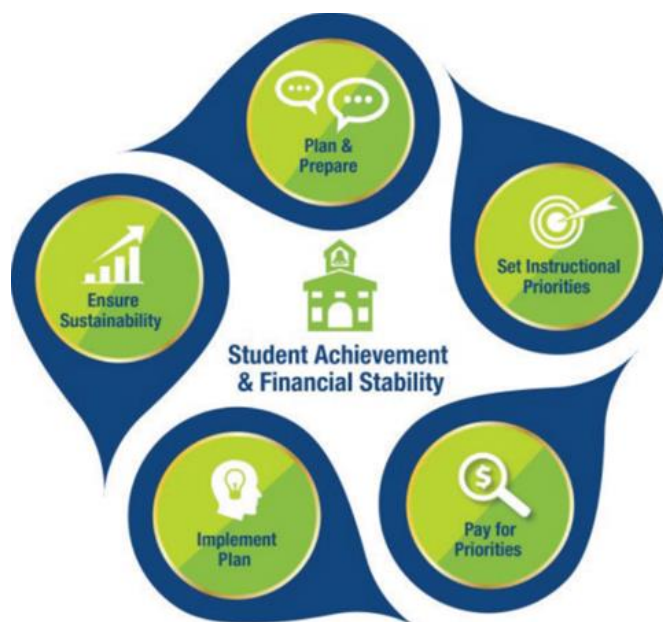 Plan &
Prepare
Set Instructional
Priorities
Ensure
Sustainability
Student Achievement
& Financial Stability
$
Pay for
Priorities
Implement
Plan